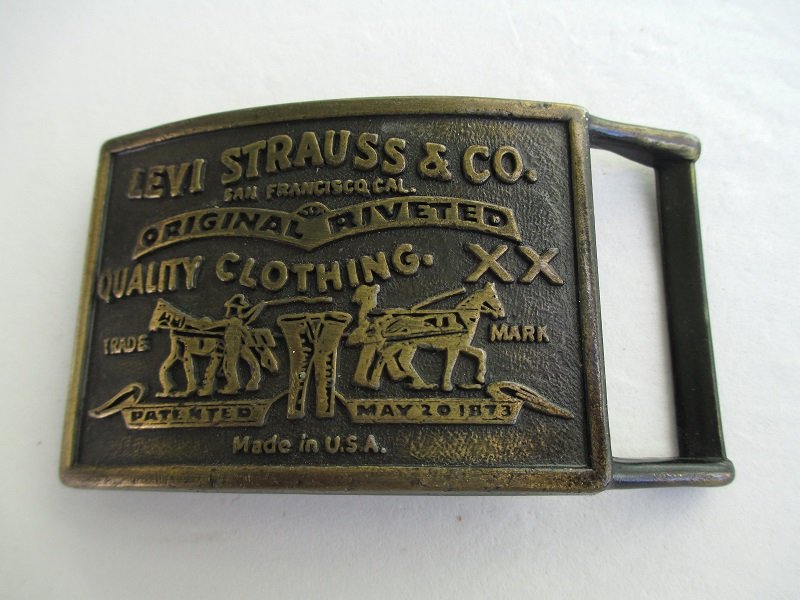 LEVI STRAUSS & CO.
SAN FRANCISCO, CAL.
ORIGINAL RIVETED
QUALITY CLOTHING. XX
TRADE MARK
PATENTED MAY 20 1873
Made in U.S.A.